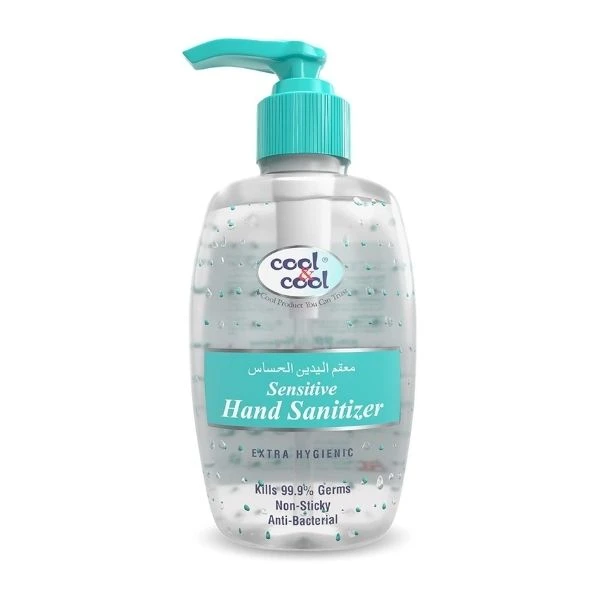 cool®
&
cool
A Cool Product You Can Trust
معقم اليدين الحساس
Sensitive
Hand Sanitizer
EXTRA HYGIENIC
Kills 99.9% Germs
Non-Sticky
Anti-Bacterial